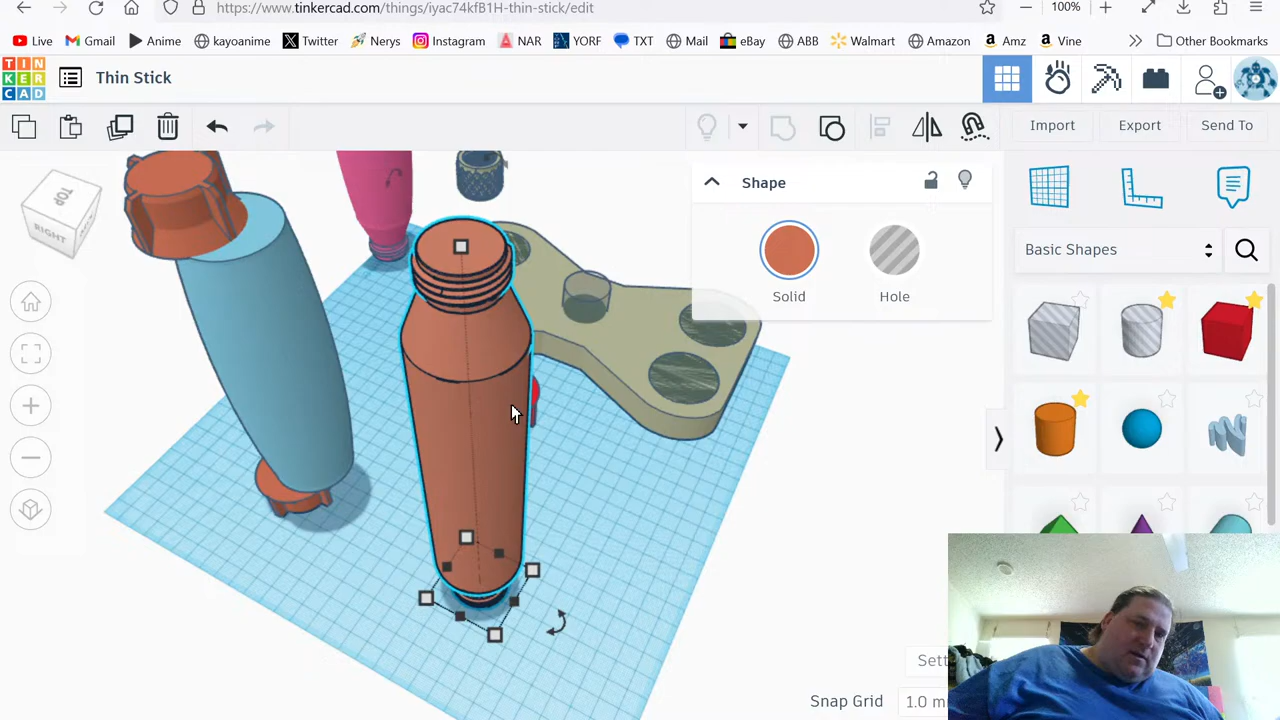 https://www.tinkercad.com/things/iyac74kfB1H-thin-stick/edit
100%
Live
Gmail
Anime
kayoanime
Twitter
Nerys
Instagram
NAR
YORF
TXT
Mail
eBay
ABB
Walmart
Amazon
Amz
Vine
Other Bookmarks
TIN
KER
CAD
Thin Stick
Import
Export
Send To
TOP
RIGHT
Shape
Solid
Hole
Basic Shapes
Snap Grid
1.0 m